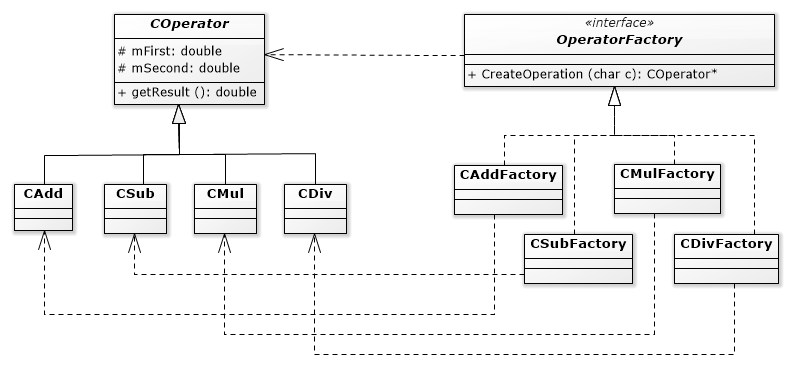 COperator
# mFirst: double
# mSecond: double
+ getResult (): double
«interface»
OperatorFactory
+ CreateOperation (char c): COperator*
CAdd
CSub
CMul
CDiv
CAddFactory
CMulFactory
CSubFactory
CDivFactory